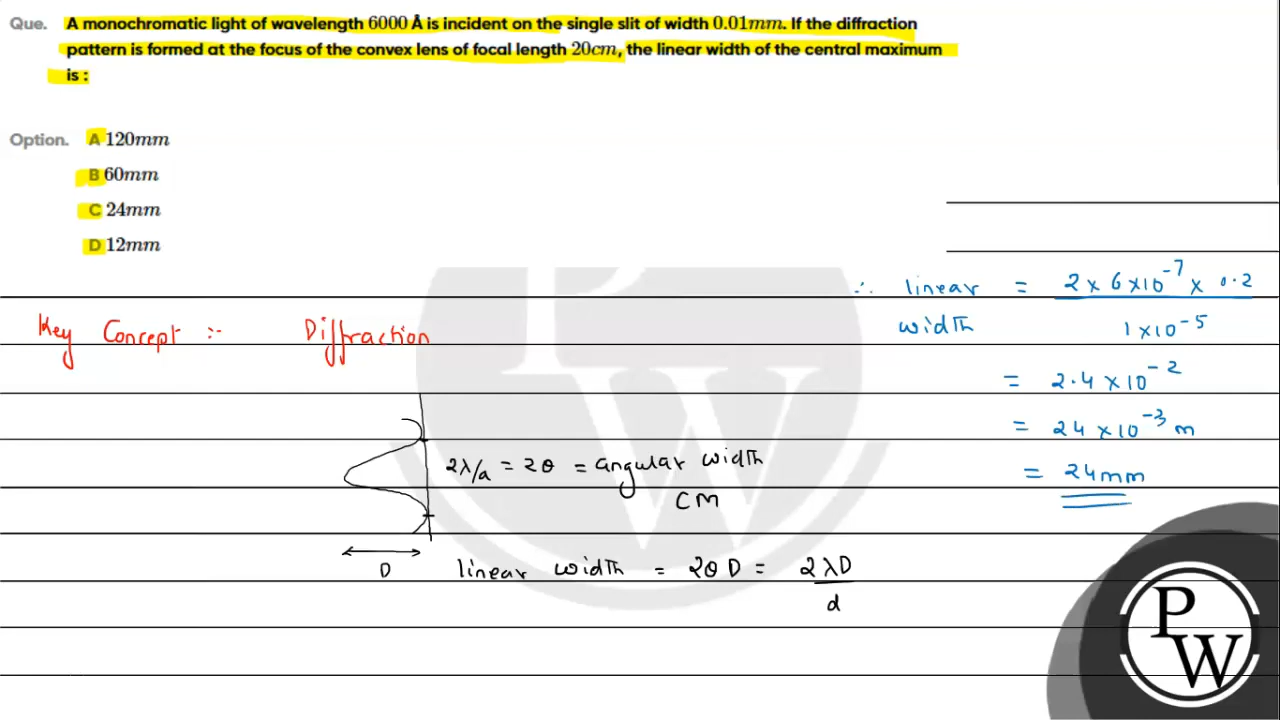 Que. A monochromatic light of wavelength 6000 Å is incident on the single slit of width 0.01mm. If the diffraction
pattern is formed at the focus of the convex lens of focal length 20cm, the linear width of the central maximum
is :
Option. A 120mm
B 60mm
C 24mm
D 12mm
Key Concept :- Diffraction
2λ/a = 2θ = angular width
CM
D
linear width = 2θ D = 2λD
d
∴ linear = 2 × 6×10⁻⁷ × 0.2
width 1×10⁻⁵
= 2.4 × 10⁻²
= 24 × 10⁻³ m
= 24mm
PW
P
W